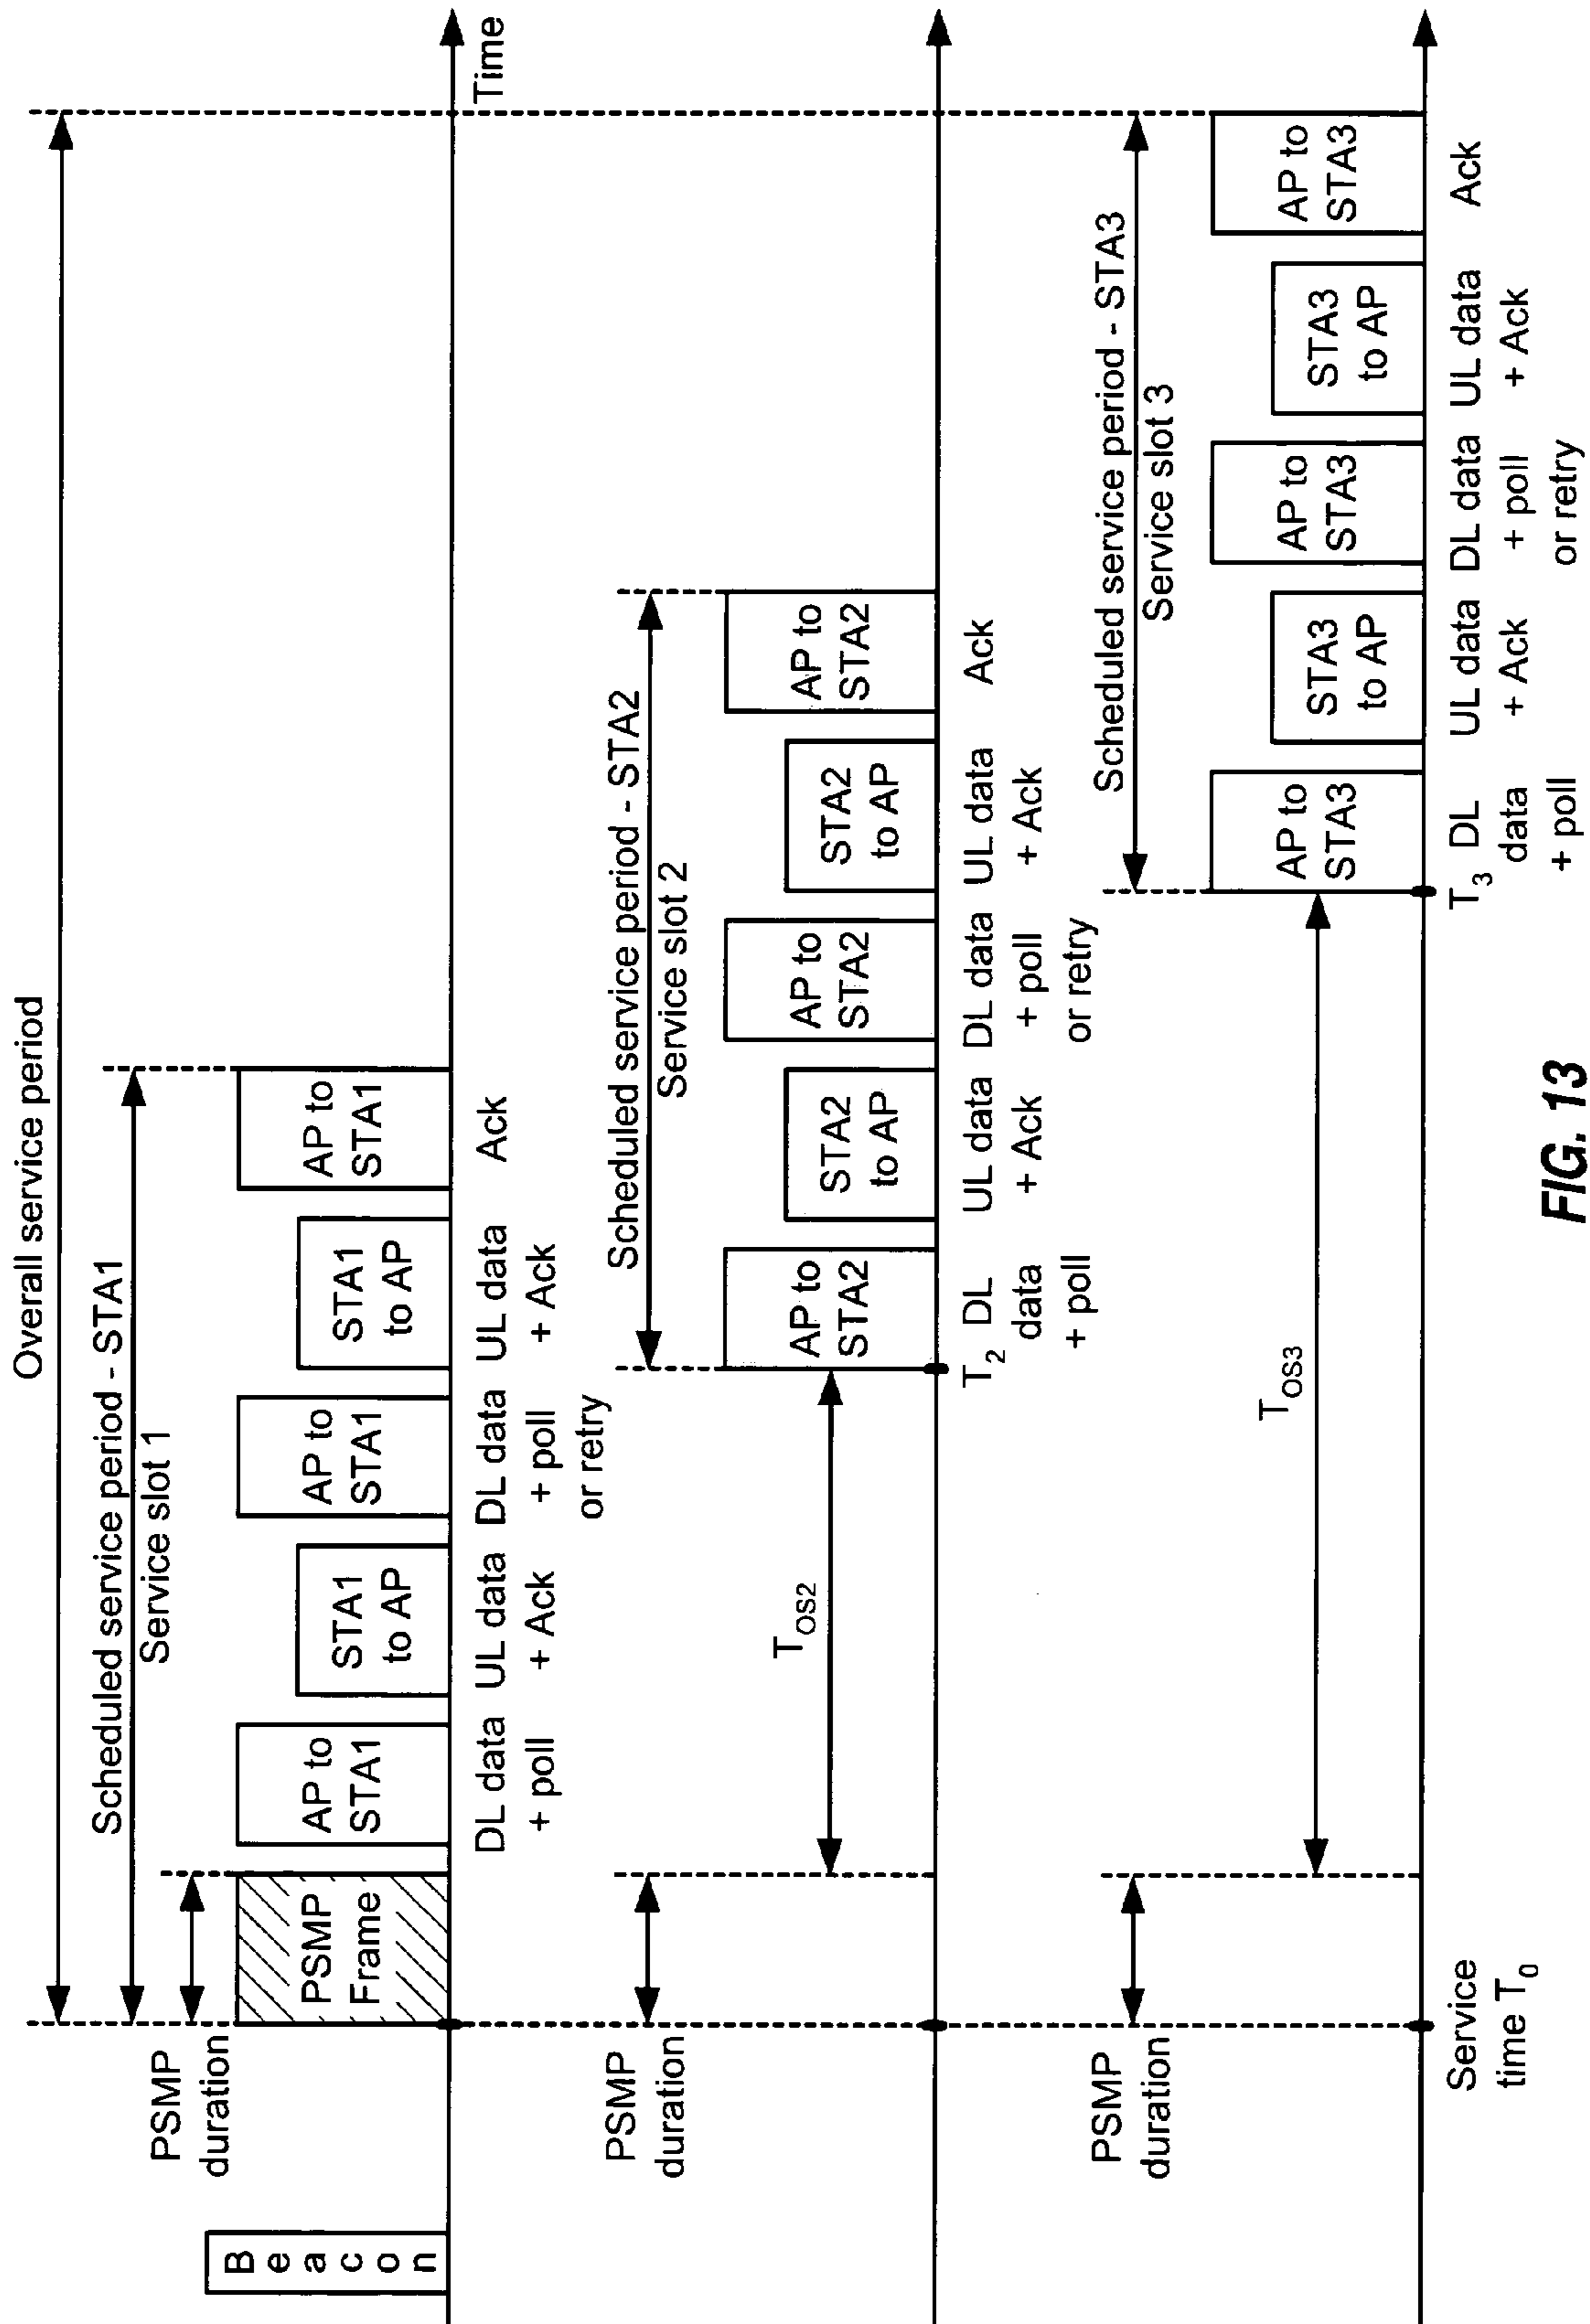 Overall service period
Scheduled service period - STA1
Service slot 1
PSMP
duration
Beacon
PSMP
Frame
AP to
STA1
STA1
to AP
AP to
STA1
STA1
to AP
AP to
STA1
Time
DL data
+ poll
UL data
+ Ack
DL data
+ poll
or retry
UL data
+ Ack
Ack
Scheduled service period - STA2
Service slot 2
PSMP
duration
TOS2
AP to
STA2
STA2
to AP
AP to
STA2
STA2
to AP
AP to
STA2
T2
DL
data
+ poll
UL data
+ Ack
DL data
+ poll
or retry
UL data
+ Ack
Ack
Scheduled service period - STA3
Service slot 3
PSMP
duration
TOS3
AP to
STA3
STA3
to AP
AP to
STA3
STA3
to AP
AP to
STA3
Service
time T0
T3
DL
data
+ poll
UL data
+ Ack
DL data
+ poll
or retry
UL data
+ Ack
Ack
FIG. 13